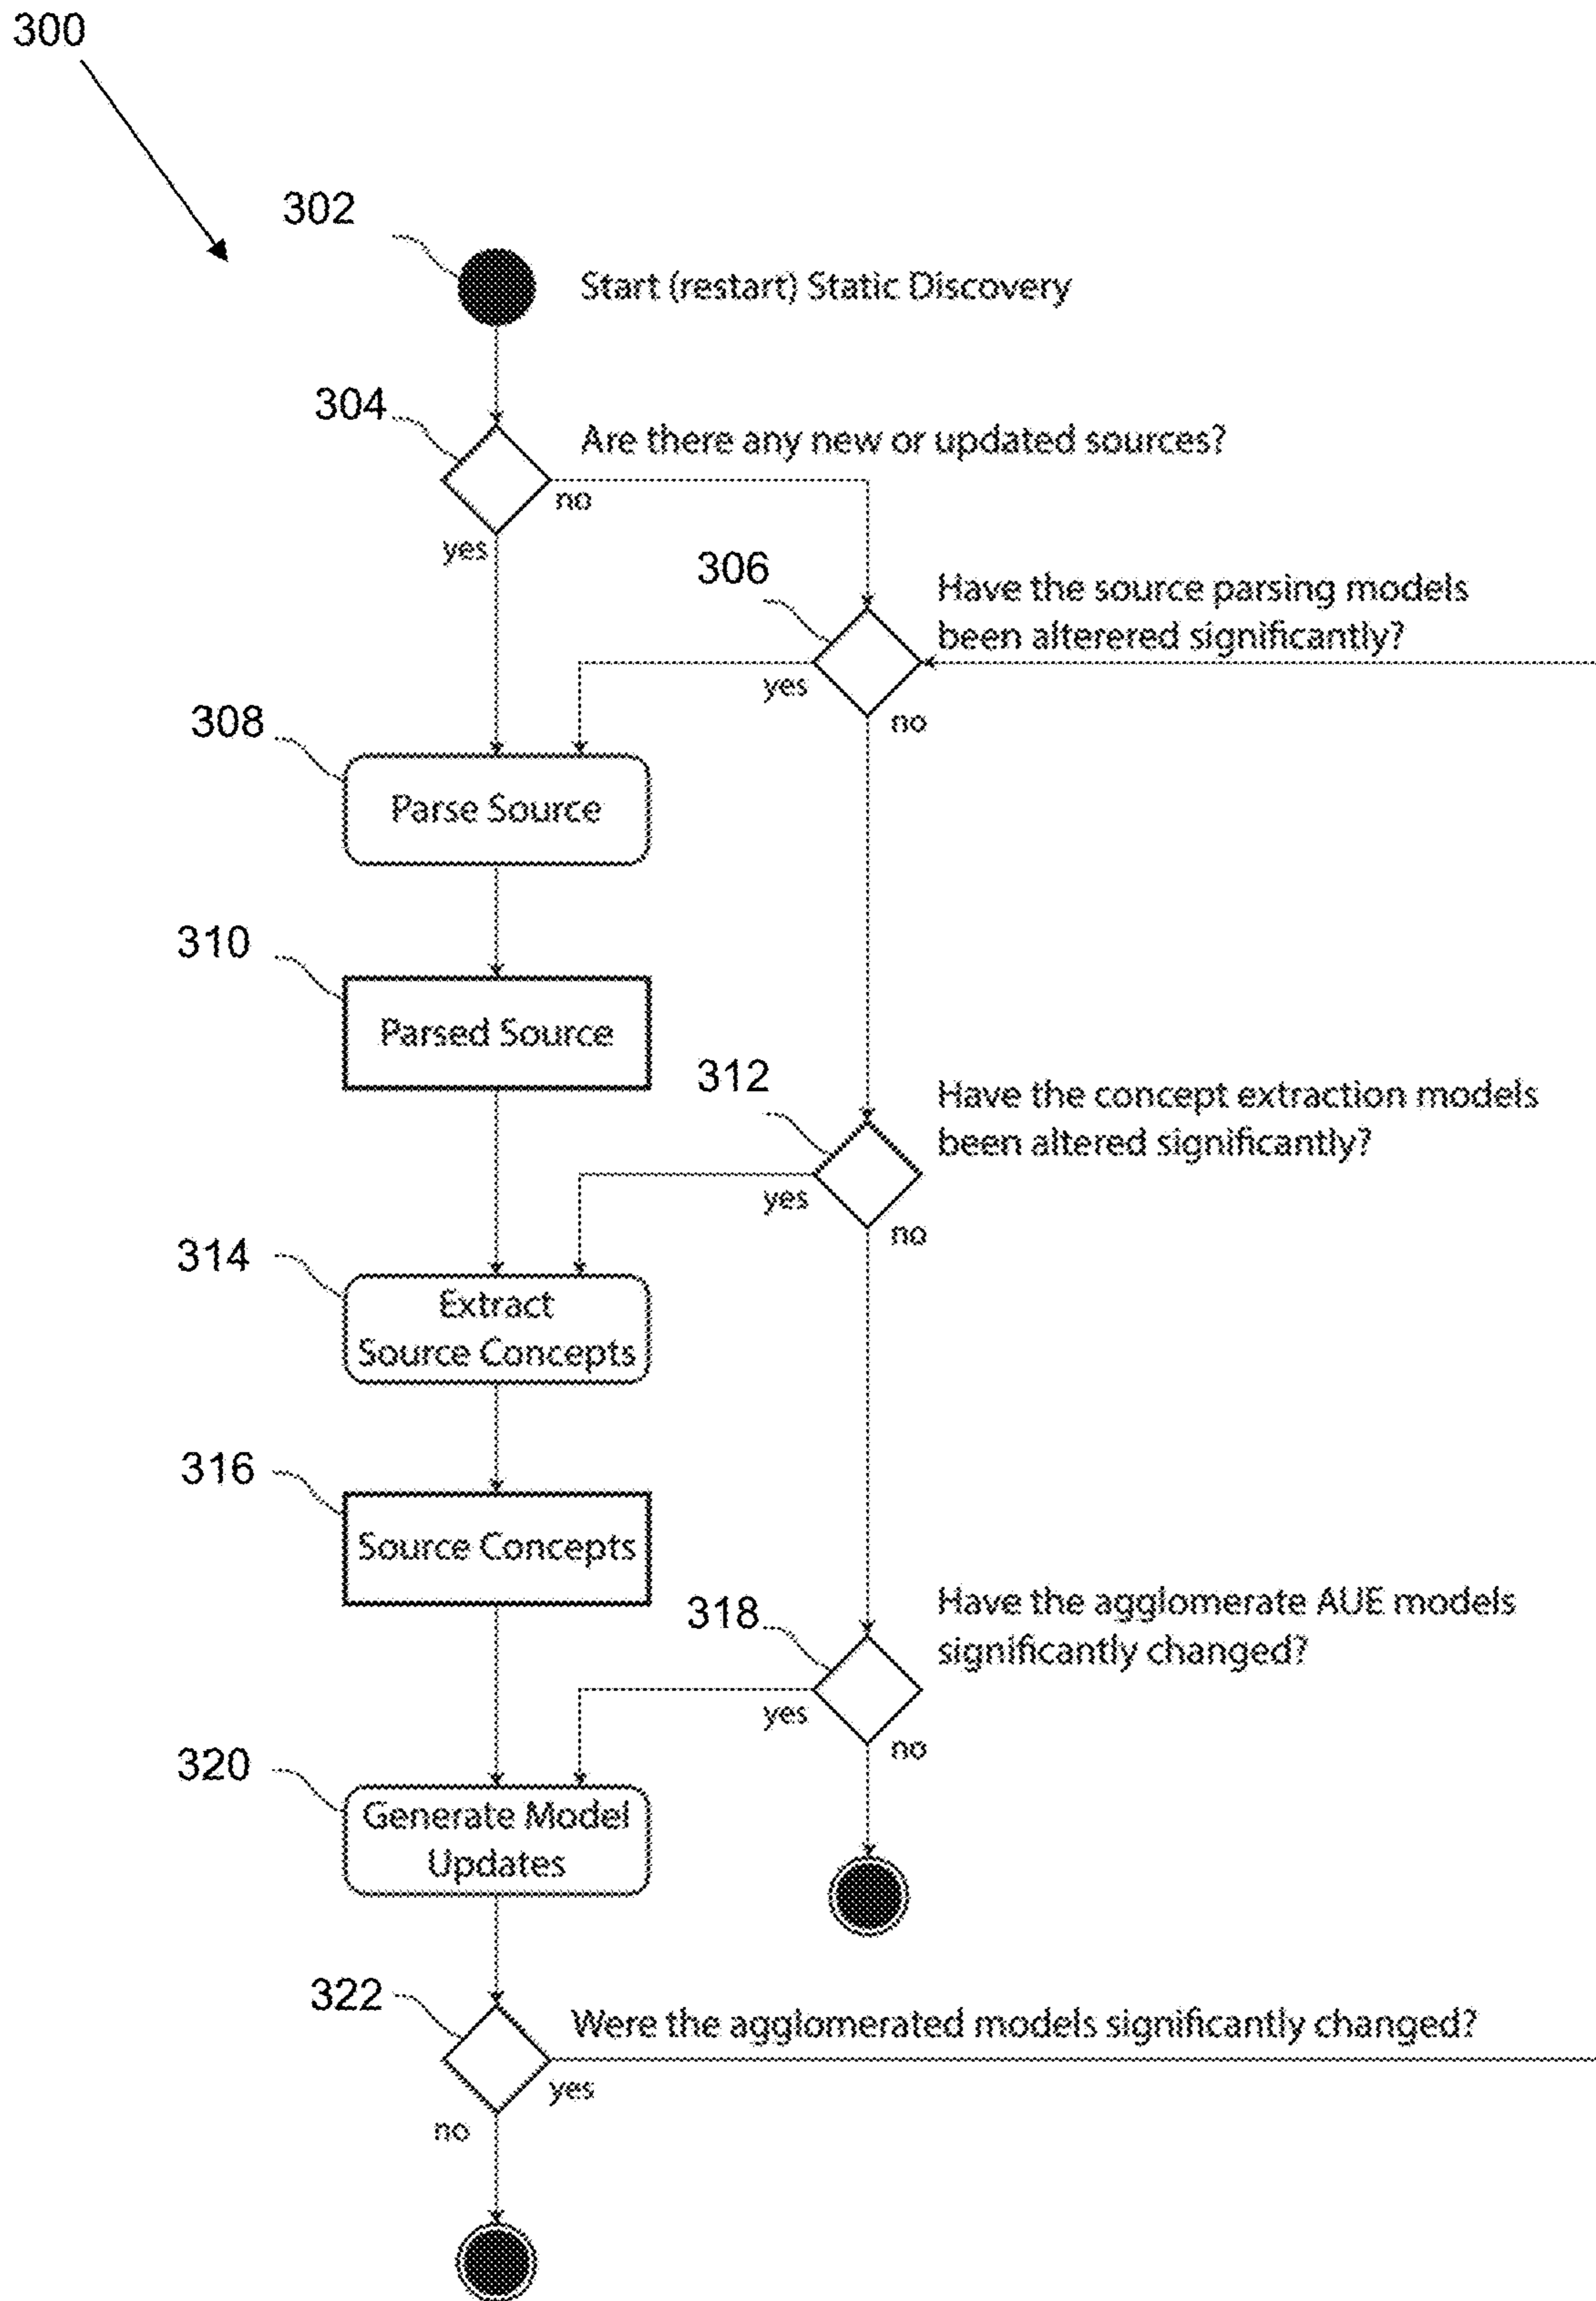 300
302
Start (restart) Static Discovery
304
Are there any new or updated sources?
no
yes
306
Have the source parsing models
been alterered significantly?
yes
no
308
Parse Source
310
Parsed Source
312
Have the concept extraction models
been altered significantly?
yes
no
314
Extract
Source Concepts
316
Source Concepts
318
Have the agglomerate AUE models
significantly changed?
yes
no
320
Generate Model
Updates
322
Were the agglomerated models significantly changed?
yes
no